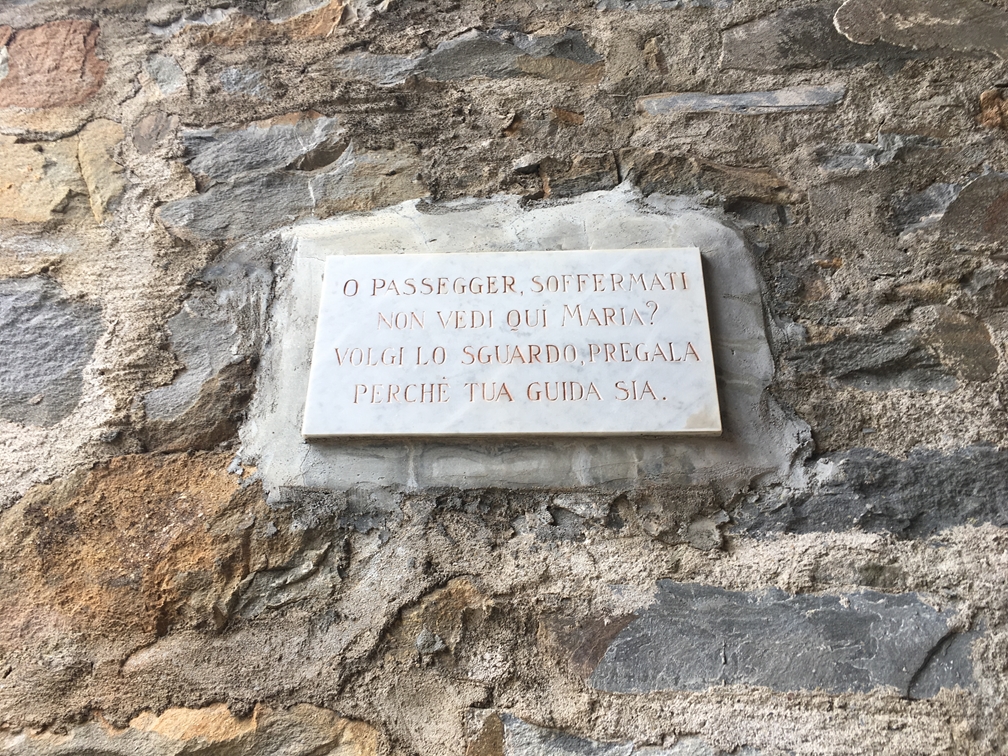 O PASSEGGER, SOFFERMATI
NON VEDI QUI MARIA?
VOLGI LO SGUARDO, PREGALA
PERCHÈ TUA GUIDA SIA.